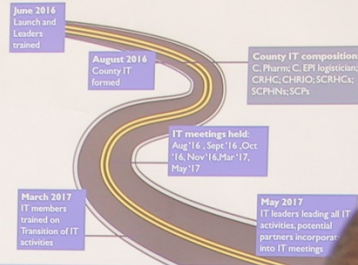 June 2016
Launch and
Leaders
trained
August 2016
County IT
formed
County IT composition:
C. Pharm; C. EPI logistician;
CRHC; CHRIO; SCRHCs;
SCPHNs; SCPs
IT meetings held:
Aug '16 , Sept '16 ,Oct
'16, Nov'16,Mar '17,
May '17
March 2017
IT members
trained on
Transition of IT
activities
May 2017
IT leaders leading all IT
activities, potential
partners
into IT meetings